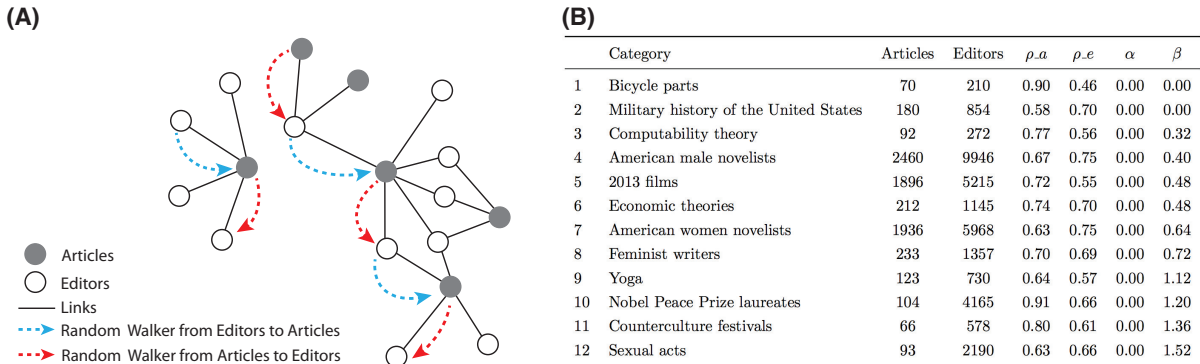 (A)
Articles
Editors
Links
Random Walker from Editors to Articles
Random Walker from Articles to Editors
(B)
Category Articles Editors ρ_a ρ_e α β
1 Bicycle parts 70 210 0.90 0.46 0.00 0.00
2 Military history of the United States 180 854 0.58 0.70 0.00 0.00
3 Computability theory 92 272 0.77 0.56 0.00 0.32
4 American male novelists 2460 9946 0.67 0.75 0.00 0.40
5 2013 films 1896 5215 0.72 0.55 0.00 0.48
6 Economic theories 212 1145 0.74 0.70 0.00 0.48
7 American women novelists 1936 5968 0.63 0.75 0.00 0.64
8 Feminist writers 233 1357 0.70 0.69 0.00 0.72
9 Yoga 123 730 0.64 0.57 0.00 1.12
10 Nobel Peace Prize laureates 104 4165 0.91 0.66 0.00 1.20
11 Counterculture festivals 66 578 0.80 0.61 0.00 1.36
12 Sexual acts 93 2190 0.63 0.66 0.00 1.52